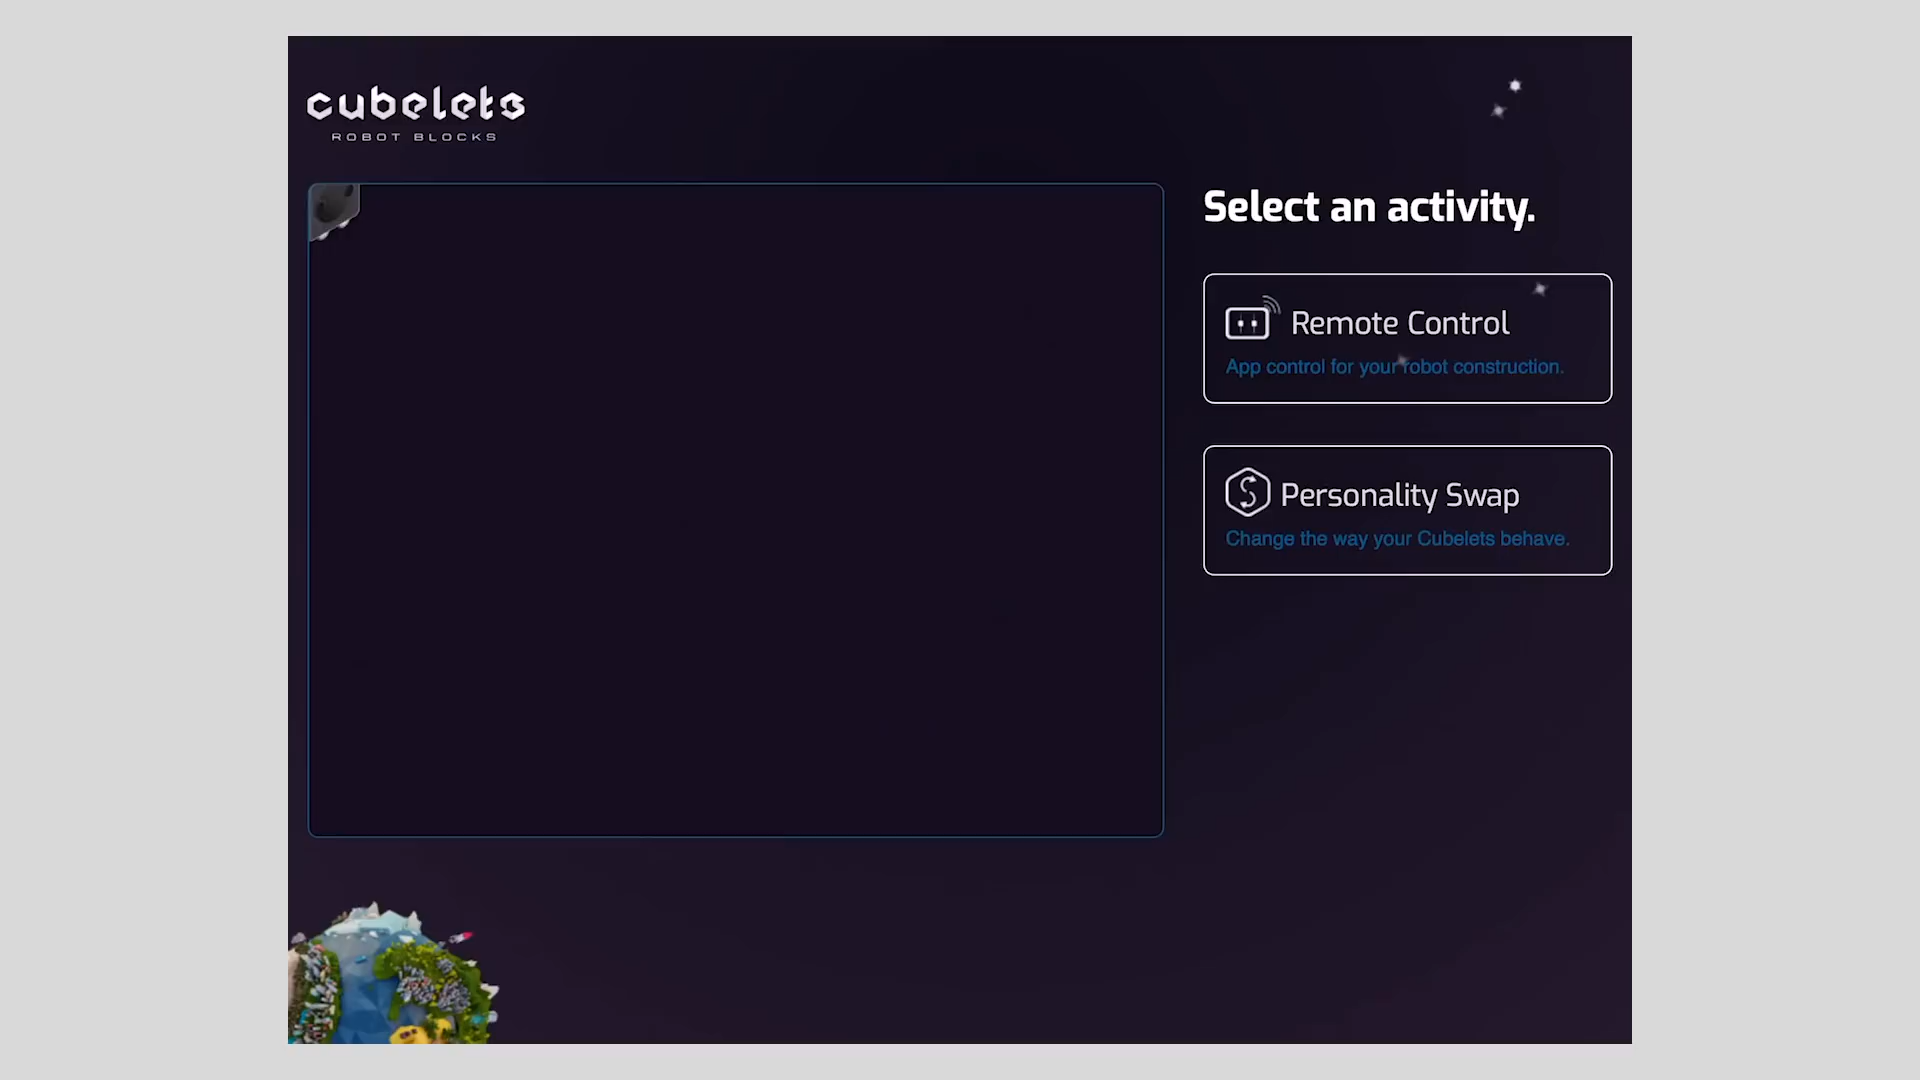 cubelets
ROBOT BLOCKS
Select an activity.
Remote Control
App control for your robot construction.
Personality Swap
Change the way your Cubelets behave.